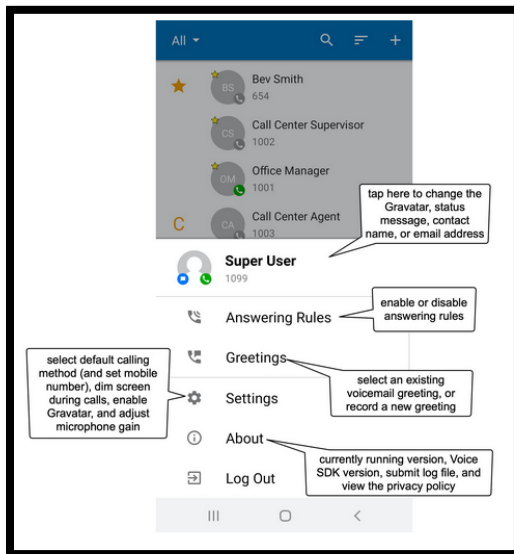 All
BS
Bev Smith
654
CS
Call Center Supervisor
1002
OM
Office Manager
1001
C
CA
Call Center Agent
1003
tap here to change the
Gravatar, status
message, contact
name, or email address
Super User
1099
Answering Rules
enable or disable
answering rules
Greetings
select an existing
voicemail greeting, or
record a new greeting
select default calling
method (and set mobile
number), dim screen
during calls, enable
Gravatar, and adjust
microphone gain
Settings
About
currently running version, Voice
SDK version, submit log file, and
view the privacy policy
Log Out